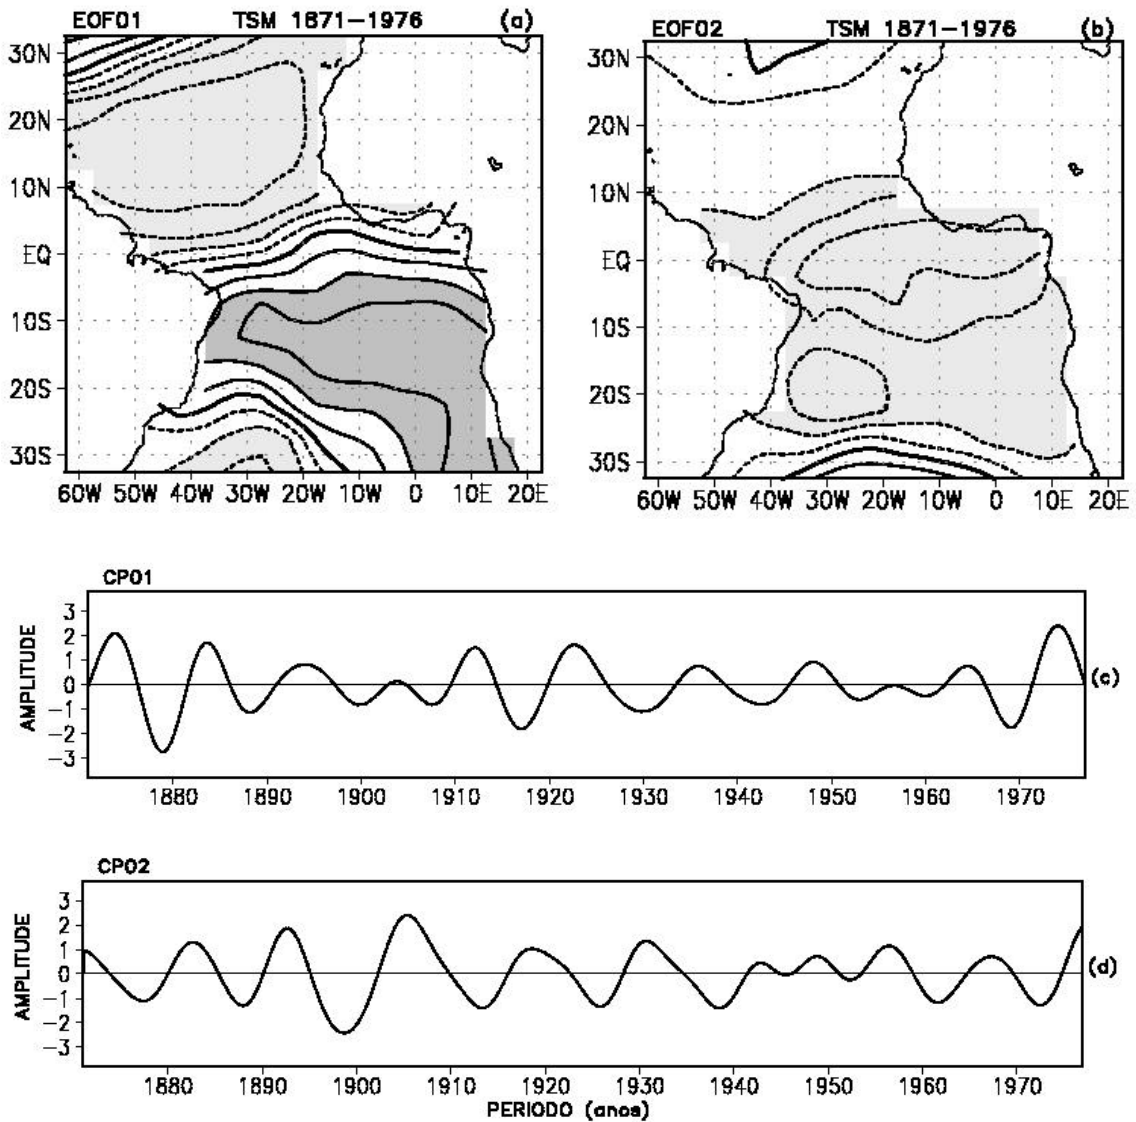 EOF01 TSM 1871−1976 (a)
30N
20N
10N
EQ
10S
20S
30S
60W 50W 40W 30W 20W 10W 0 10E 20E
EOF02 TSM 1871−1976 (b)
30N
20N
10N
EQ
10S
20S
30S
60W 50W 40W 30W 20W 10W 0 10E 20E
CP01
AMPLITUDE
3
2
1
0
−1
−2
−3
(c)
1880 1890 1900 1910 1920 1930 1940 1950 1960 1970
CP02
AMPLITUDE
3
2
1
0
−1
−2
−3
(d)
1880 1890 1900 1910 1920 1930 1940 1950 1960 1970
PERIODO (anos)